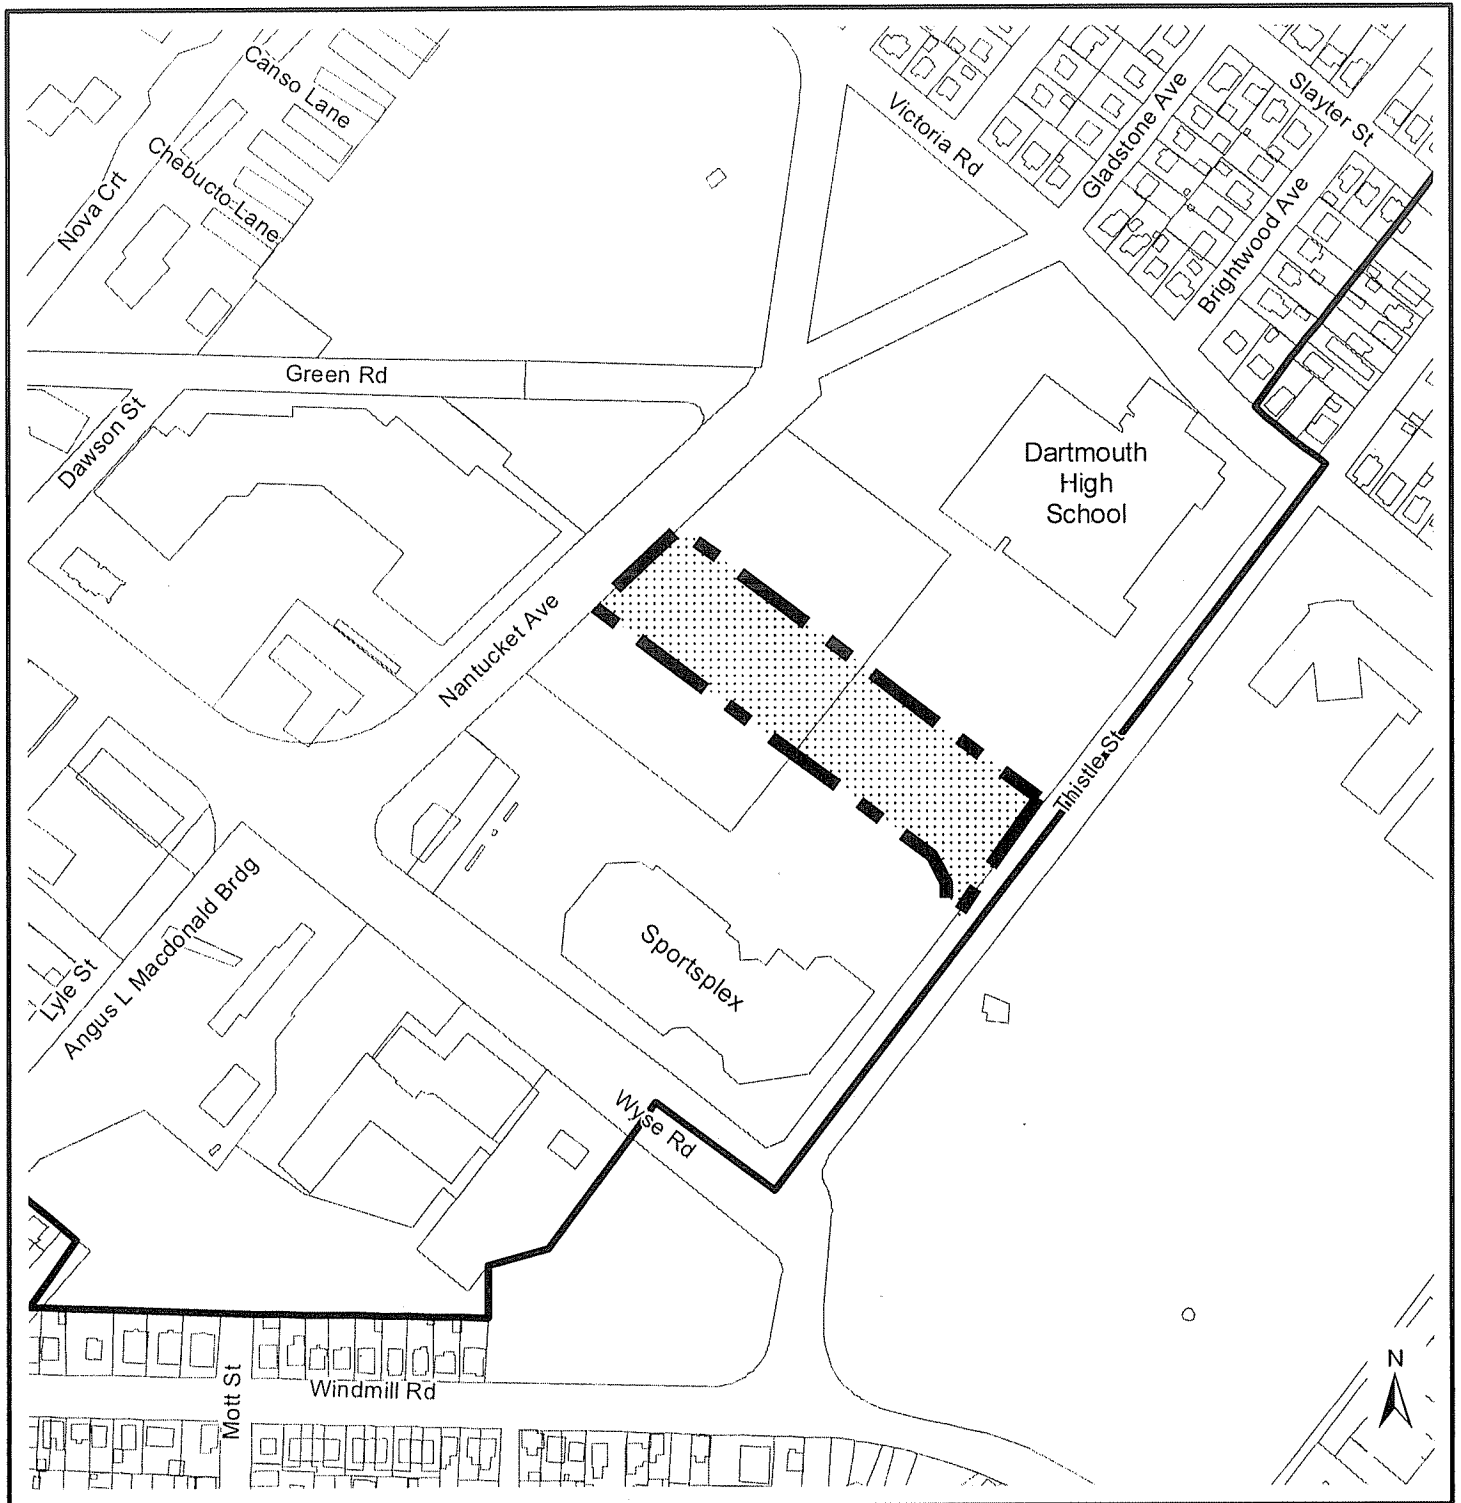 Canso Lane
Chebucto Lane
Nova Crt
Victoria Rd
Gladstone Ave
Slayter St
Brightwood Ave
Green Rd
Dawson St
Dartmouth
High
School
Nantucket Ave
Thistle St
Angus L Macdonald Brdg
Lyle St
Sportsplex
Wyse Rd
Mott St
Windmill Rd
N